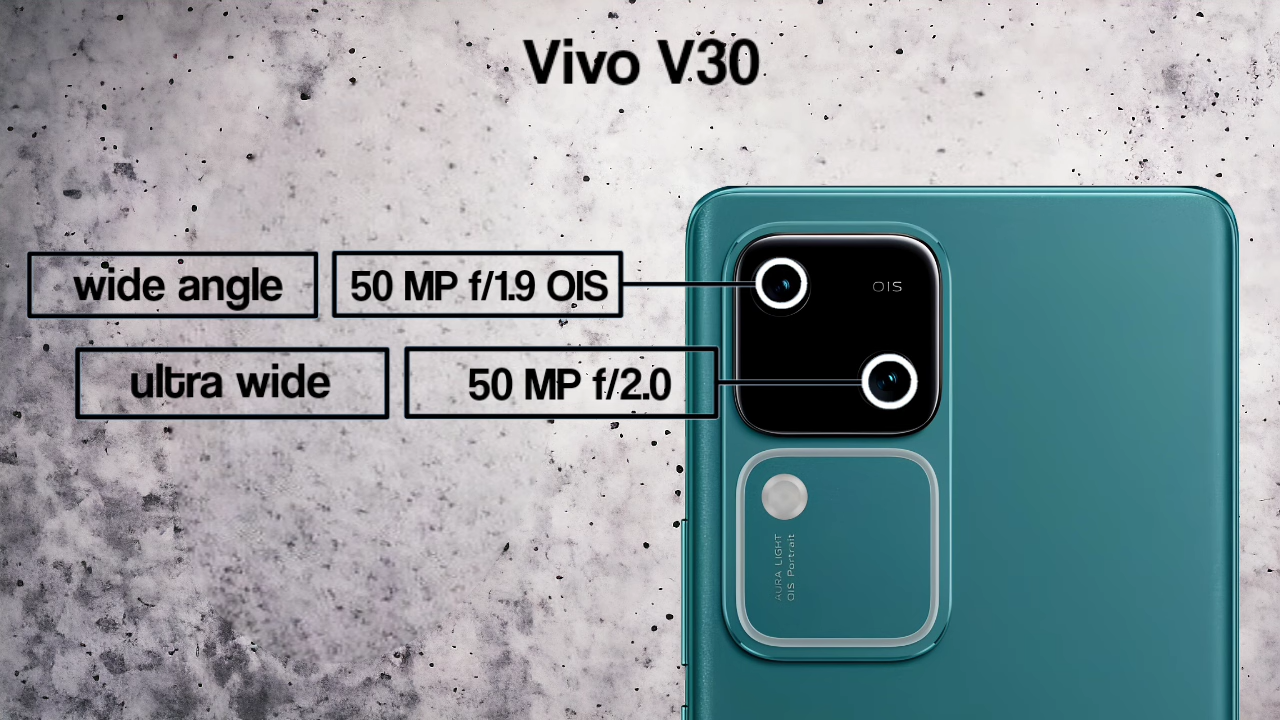 Vivo V30
wide angle
50 MP f/1.9 OIS
OIS
ultra wide
50 MP f/2.0
AURA LIGHT
OIS Portrait